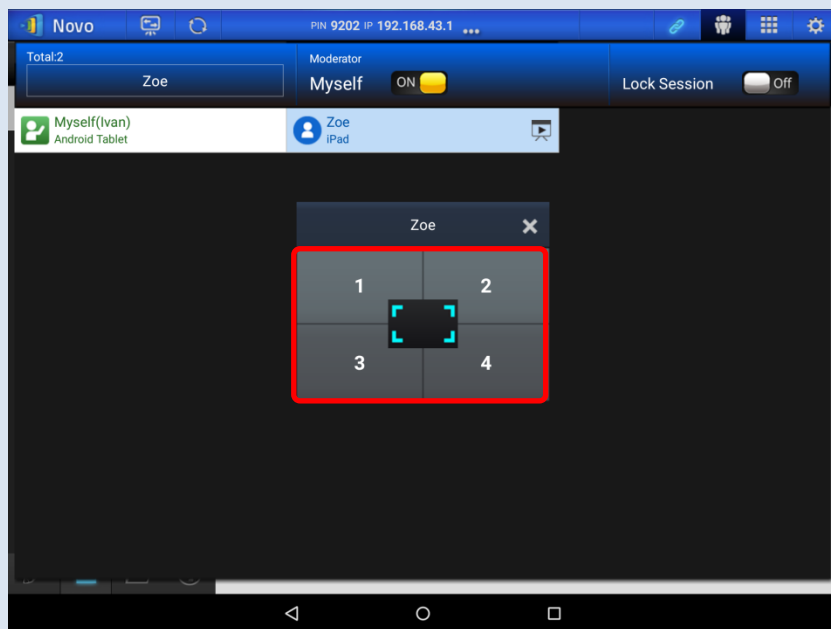 Novo
PIN 9202 IP 192.168.43.1 ...
Total:2
Zoe
Moderator
Myself ON
Lock Session Off
Myself(Ivan)
Android Tablet
Zoe
iPad
Zoe
1 2
3 4